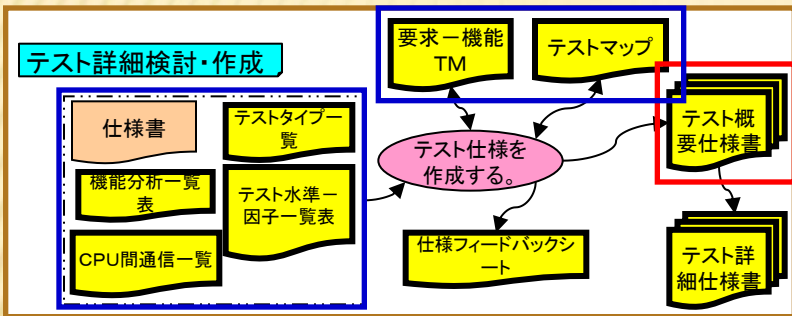 テスト詳細検討・作成
要求－機能
TM
テストマップ
仕様書
テストタイプ一
覧
機能分析一覧
表
テスト水準－
因子一覧表
CPU間通信一覧
テスト仕様を
作成する。
仕様フィードバックシ
ート
テスト概
要仕様書
テスト詳
細仕様書